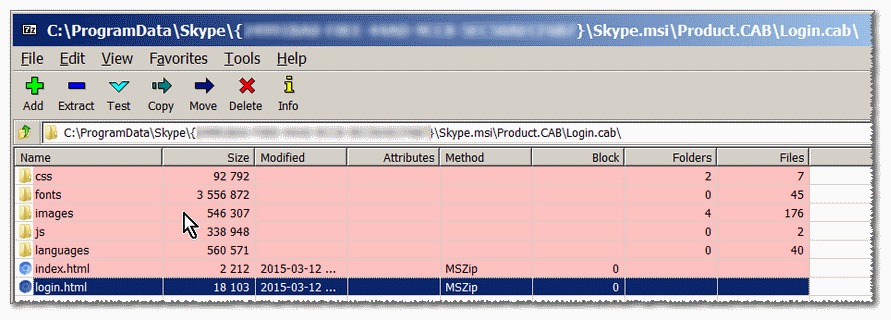 C:\ProgramData\Skype\{ }\Skype.msi\Product.CAB\Login.cab\
File Edit View Favorites Tools Help
Add Extract Test Copy Move Delete Info
C:\ProgramData\Skype\{ }\Skype.msi\Product.CAB\Login.cab\
Name Size Modified Attributes Method Block Folders Files
css 92 792 2 7
fonts 3 556 872 0 45
images 546 307 4 176
js 338 948 0 2
languages 560 571 0 40
index.html 2 212 2015-03-12 ... MSZip 0
login.html 18 103 2015-03-12 ... MSZip 0